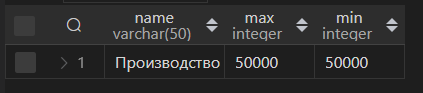 name max min
varchar(50) integer integer
1 Производство 50000 50000